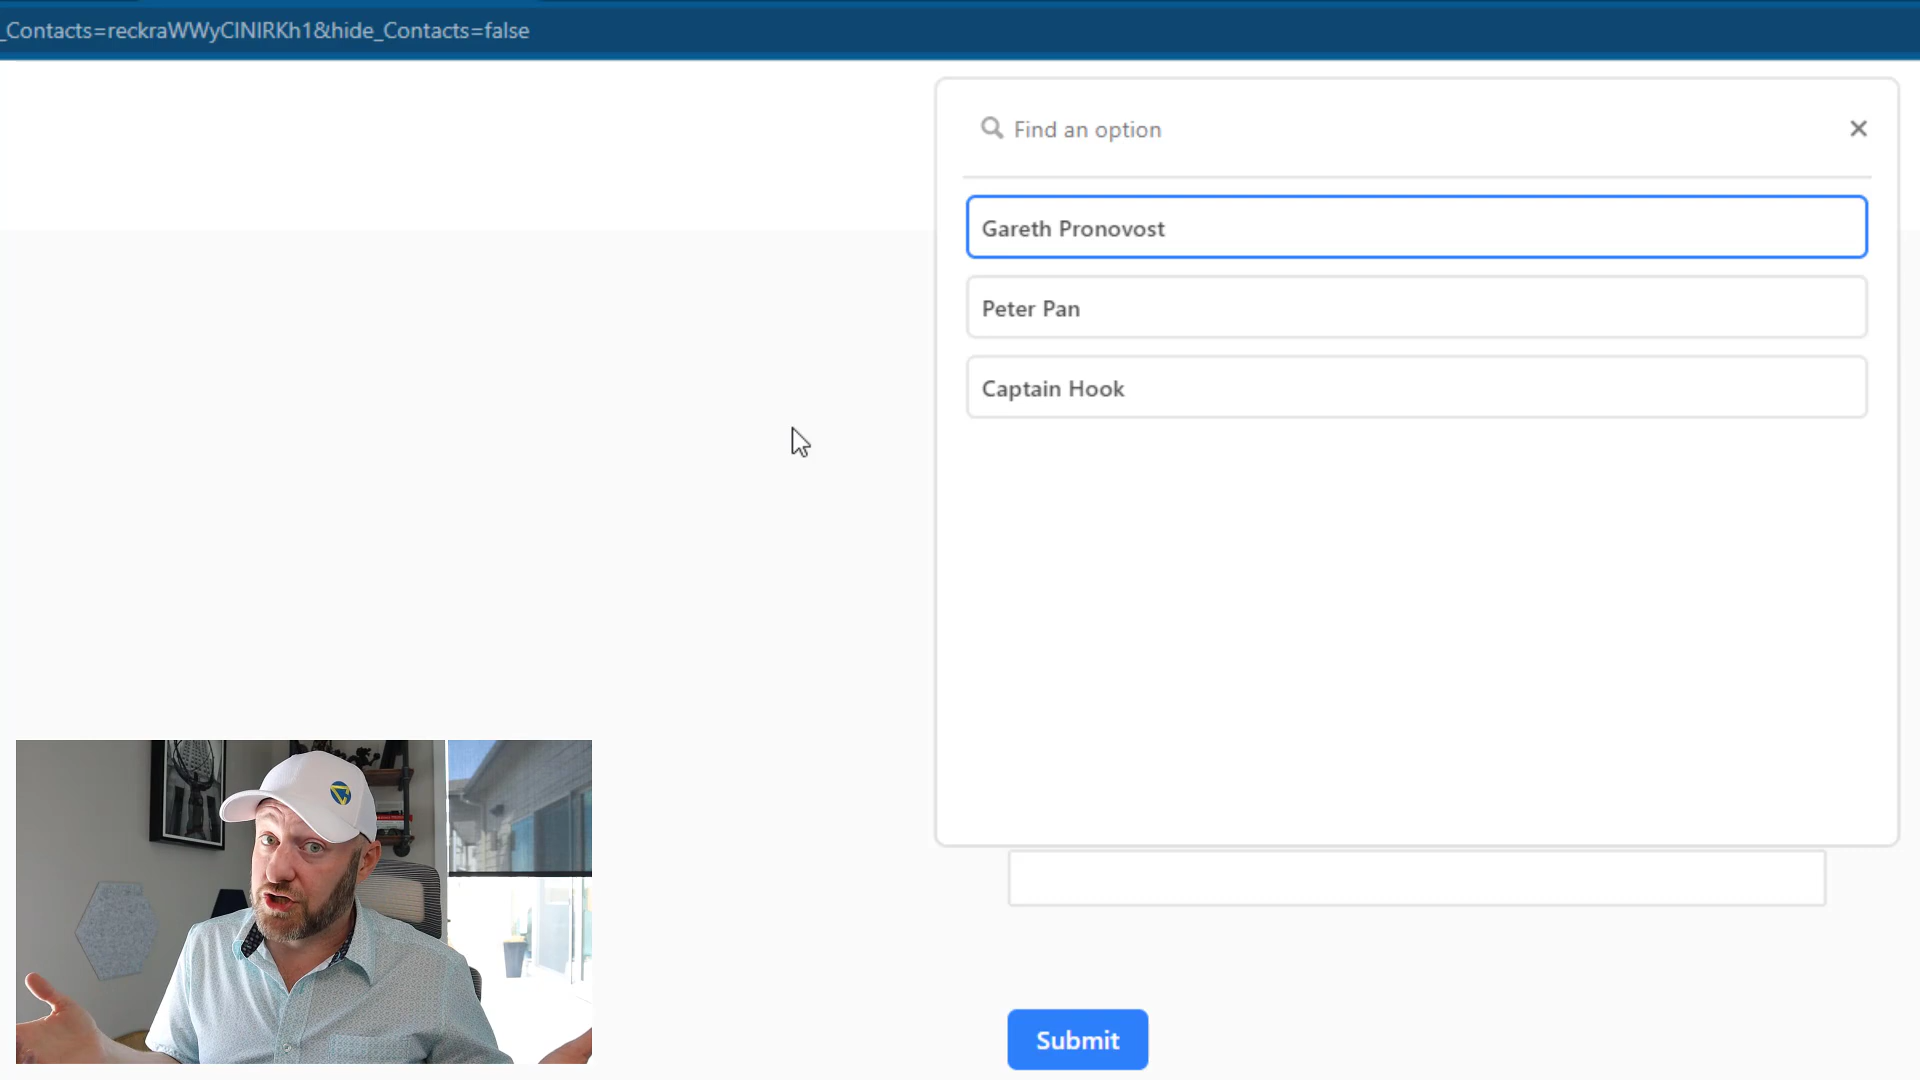 _Contacts=reckraWWyCINIRKh1&hide_Contacts=false
Find an option
Gareth Pronovost
Peter Pan
Captain Hook
Submit